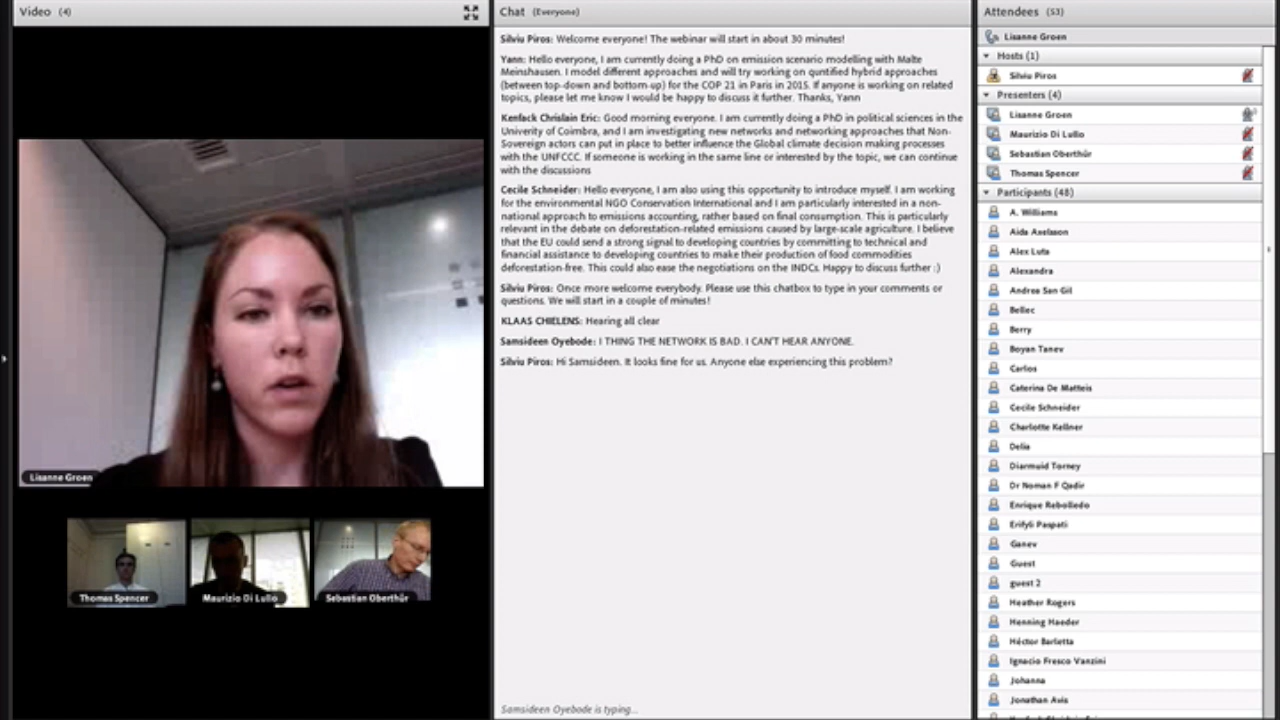 Video (4)
Lisanne Groen
Thomas Spencer
Maurizio Di Lullo
Sebastian Oberthür
Chat (Everyone)
Silviu Piros: Welcome everyone! The webinar will start in about 30 minutes!
Yann: Hello everyone, I am currently doing a PhD on emission scenario modelling with Malte
Meinshausen. I model different approaches and will try working on quntified hybrid approaches
(between top-down and bottom-up) for the COP 21 in Paris in 2015. If anyone is working on related
topics, please let me know I would be happy to discuss it further. Thanks, Yann
Kenfack Chrislain Eric: Good morning everyone. I am currently doing a PhD in political sciences in the
Univerity of Coimbra, and I am investigating new networks and networking approaches that Non-
Sovereign actors can put in place to better influence the Global climate decision making processes
with the UNFCCC. If someone is working in the same line or interested by the topic, we can continue
with the discussions
Cecile Schneider: Hello everyone, I am also using this opportunity to introduce myself. I am working
for the environmental NGO Conservation International and I am particularly interested in a non-
national approach to emissions accounting, rather based on final consumption. This is particularly
relevant in the debate on deforestation-related emissions caused by large-scale agriculture. I believe
that the EU could send a strong signal to developing countries by committing to technical and
financial assistance to developing countries to make their production of food commodities
deforestation-free. This could also ease the negotiations on the INDCs. Happy to discuss further :)
Silviu Piros: Once more welcome everybody. Please use this chatbox to type in your comments or
questions. We will start in a couple of minutes!
KLAAS CHIELENS: Hearing all clear
Samsideen Oyebode: I THING THE NETWORK IS BAD. I CAN'T HEAR ANYONE.
Silviu Piros: Hi Samsideen. It looks fine for us. Anyone else experiencing this problem?
Samsideen Oyebode is typing...
Attendees (53)
Lisanne Groen
Hosts (1)
Silviu Piros
Presenters (4)
Lisanne Groen
Maurizio Di Lullo
Sebastian Oberthür
Thomas Spencer
Participants (48)
A. Williams
Aida Axelsson
Alex Luta
Alexandra
Andrea San Gil
Bellec
Berry
Boyan Tanev
Carlos
Caterina De Matteis
Cecile Schneider
Charlotte Kellner
Delia
Diarmuid Torney
Dr Noman F Qadir
Enrique Rebolledo
Erifyli Paspati
Ganev
Guest
guest 2
Heather Rogers
Henning Haeder
Héctor Barletta
Ignacio Fresco Vanzini
Johanna
Jonathan Avis